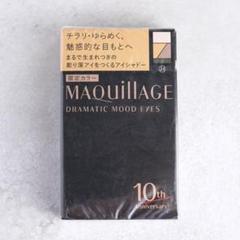 チラリ・ゆらめく、
魅惑的な目もとへ
まるで生まれつきの
彫り深アイをつくるアイシャドー
限定カラー
MAQuillAGE
DRAMATIC MOOD EYES
10th
Anniversary